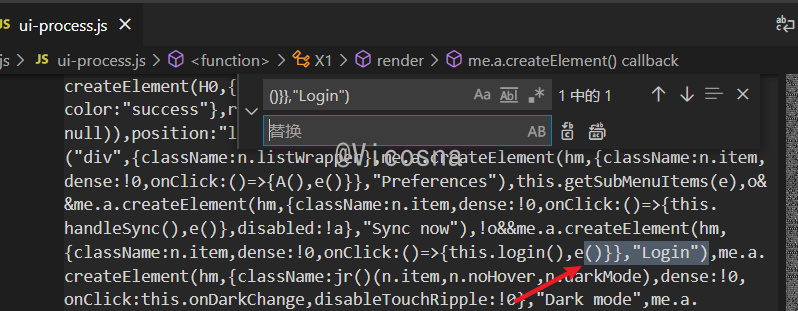 JS ui-process.js
js > JS ui-process.js > <function> > X1 > render > me.a.createElement() callback
createElement(H0,{
()}},"Login")
Aa Abl .* 1 中的 1
color:"success"},r
替换
AB
null)),position:"l
@Vicosna
("div",{className:n.listWrapper},me.a.createElement(hm,{className:n.item,
dense:!0,onClick:()=>{A(),e()}},"Preferences"),this.getSubMenuItems(e),o&
&me.a.createElement(hm,{className:n.item,dense:!0,onClick:()=>{this.
handleSync(),e()},disabled:!a},"Sync now"),!o&&me.a.createElement(hm,
{className:n.item,dense:!0,onClick:()=>{this.login(),e()}},"Login"),me.a.
createElement(hm,{className:jr()(n.item,n.noHover,n.darkMode),dense:!0,
onClick:this.onDarkChange,disableTouchRipple:!0},"Dark mode",me.a.